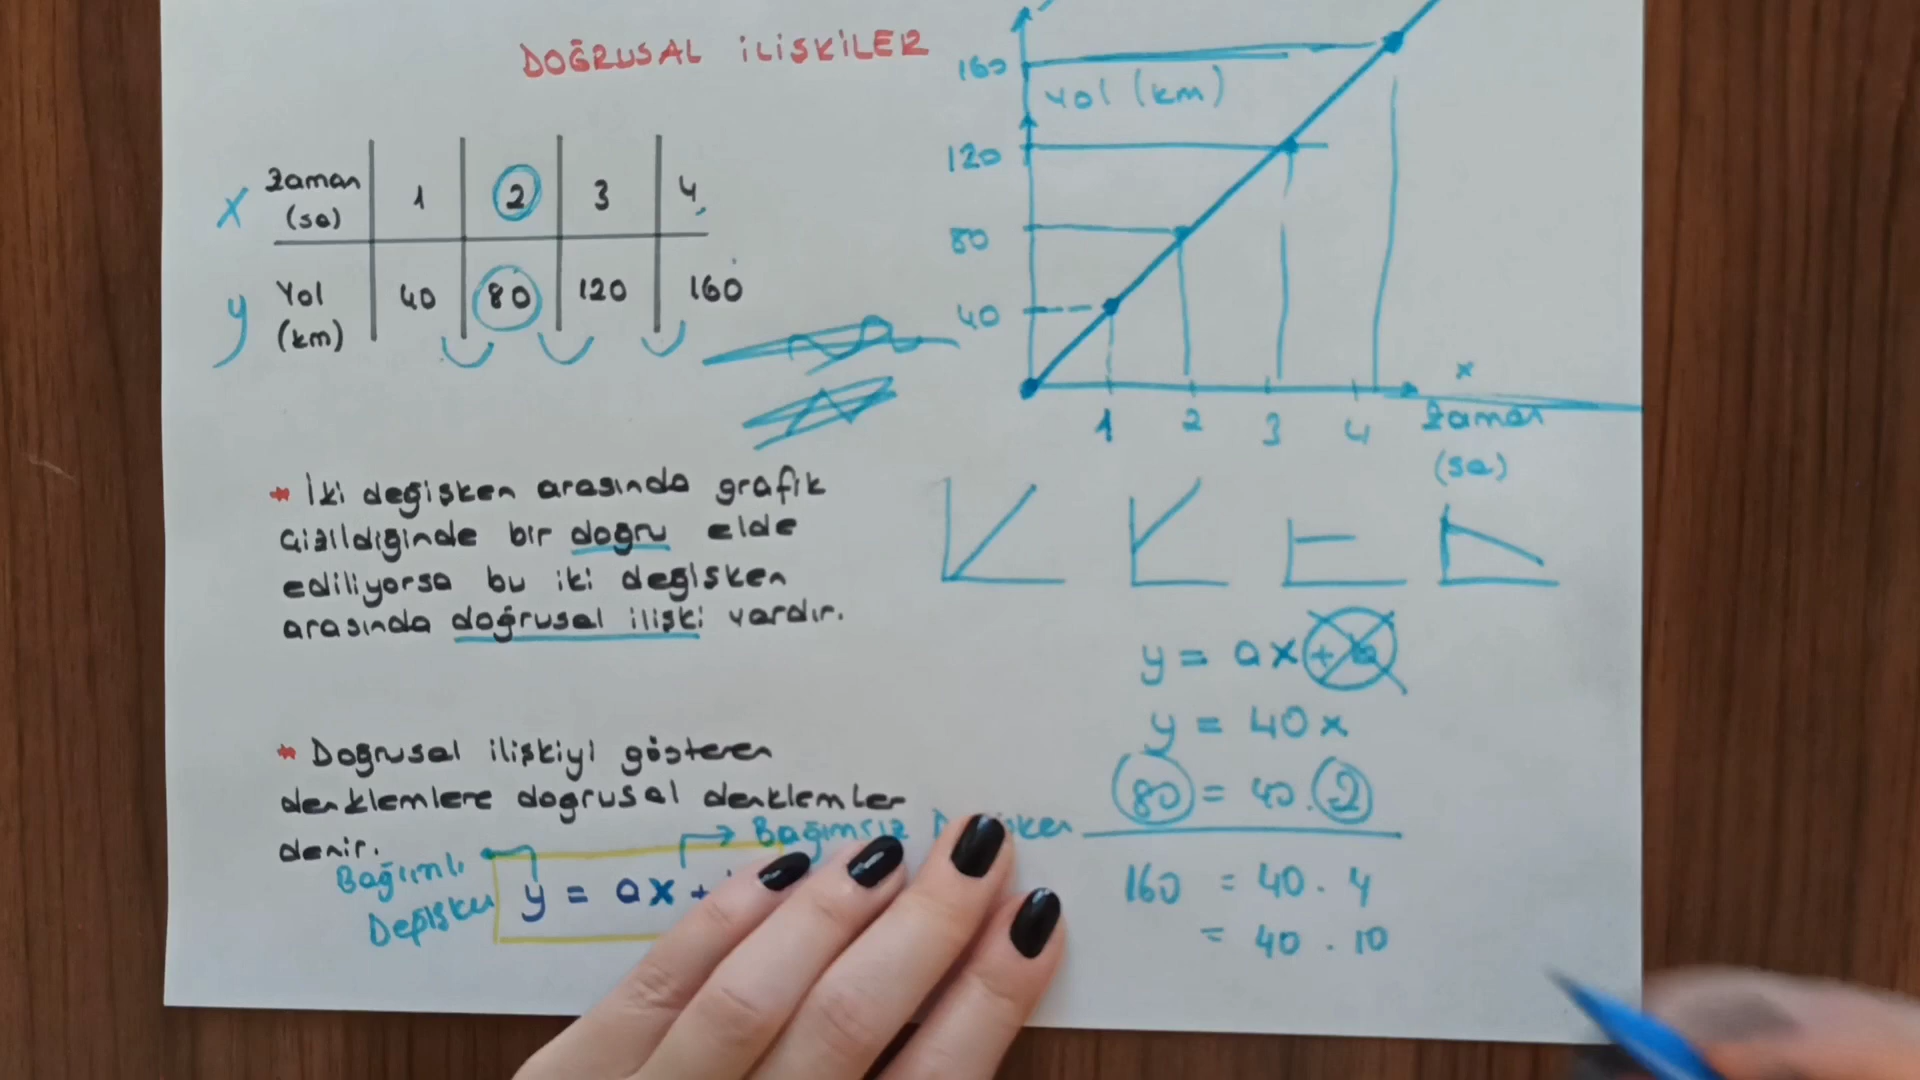 DOĞRUSAL İLİŞKİLER
x Zaman (sa) 1 2 3 4
y Yol (km) 40 80 120 160
* İki değişken arasında grafik
çizildiğinde bir doğru elde
ediliyorsa bu iki değişken
arasında doğrusal ilişki vardır.
* Doğrusal ilişkiyi gösteren
denklemlere doğrusal denklemler
denir.
Bağımlı
Değişken
Bağımsız
y = ax +
Yol (km)
160
120
80
40
1 2 3 4
x
Zaman
(sa)
y = ax +
y = 40x
80 = 40.2
160 = 40.4
= 40.10